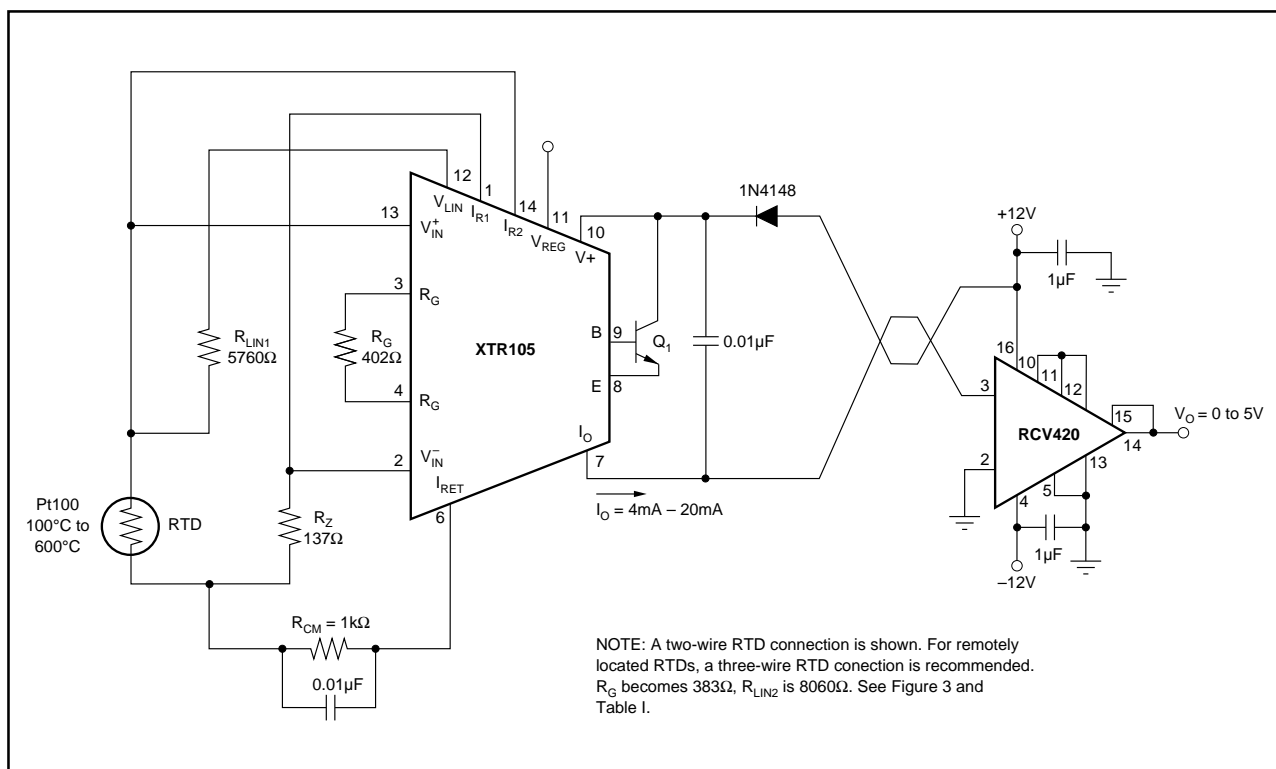 12
1
14
11
10
13
V_LIN
I_R1
I_R2
V_REG
V+
V⁺_IN
1N4148
+12V
1µF
3
R_G
R_LIN1
5760Ω
R_G
402Ω
XTR105
B
9
Q₁
0.01µF
4
R_G
E
8
16
10
11
12
3
15
RCV420
14
V_O = 0 to 5V
I_O
7
2
V⁻_IN
I_RET
6
I_O = 4mA – 20mA
2
5
4
13
1µF
–12V
Pt100
100°C to
600°C
RTD
R_Z
137Ω
R_CM = 1kΩ
0.01µF
NOTE: A two-wire RTD connection is shown. For remotely
located RTDs, a three-wire RTD conection is recommended.
R_G becomes 383Ω, R_LIN2 is 8060Ω. See Figure 3 and
Table I.